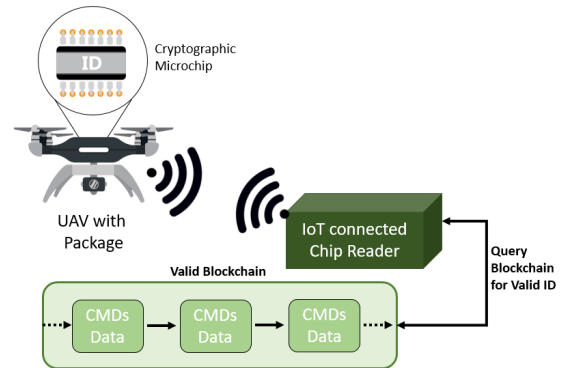 Cryptographic
Microchip
ID
UAV with
Package
IoT connected
Chip Reader
Query
Blockchain
for Valid ID
Valid Blockchain
CMDs
Data
CMDs
Data
CMDs
Data